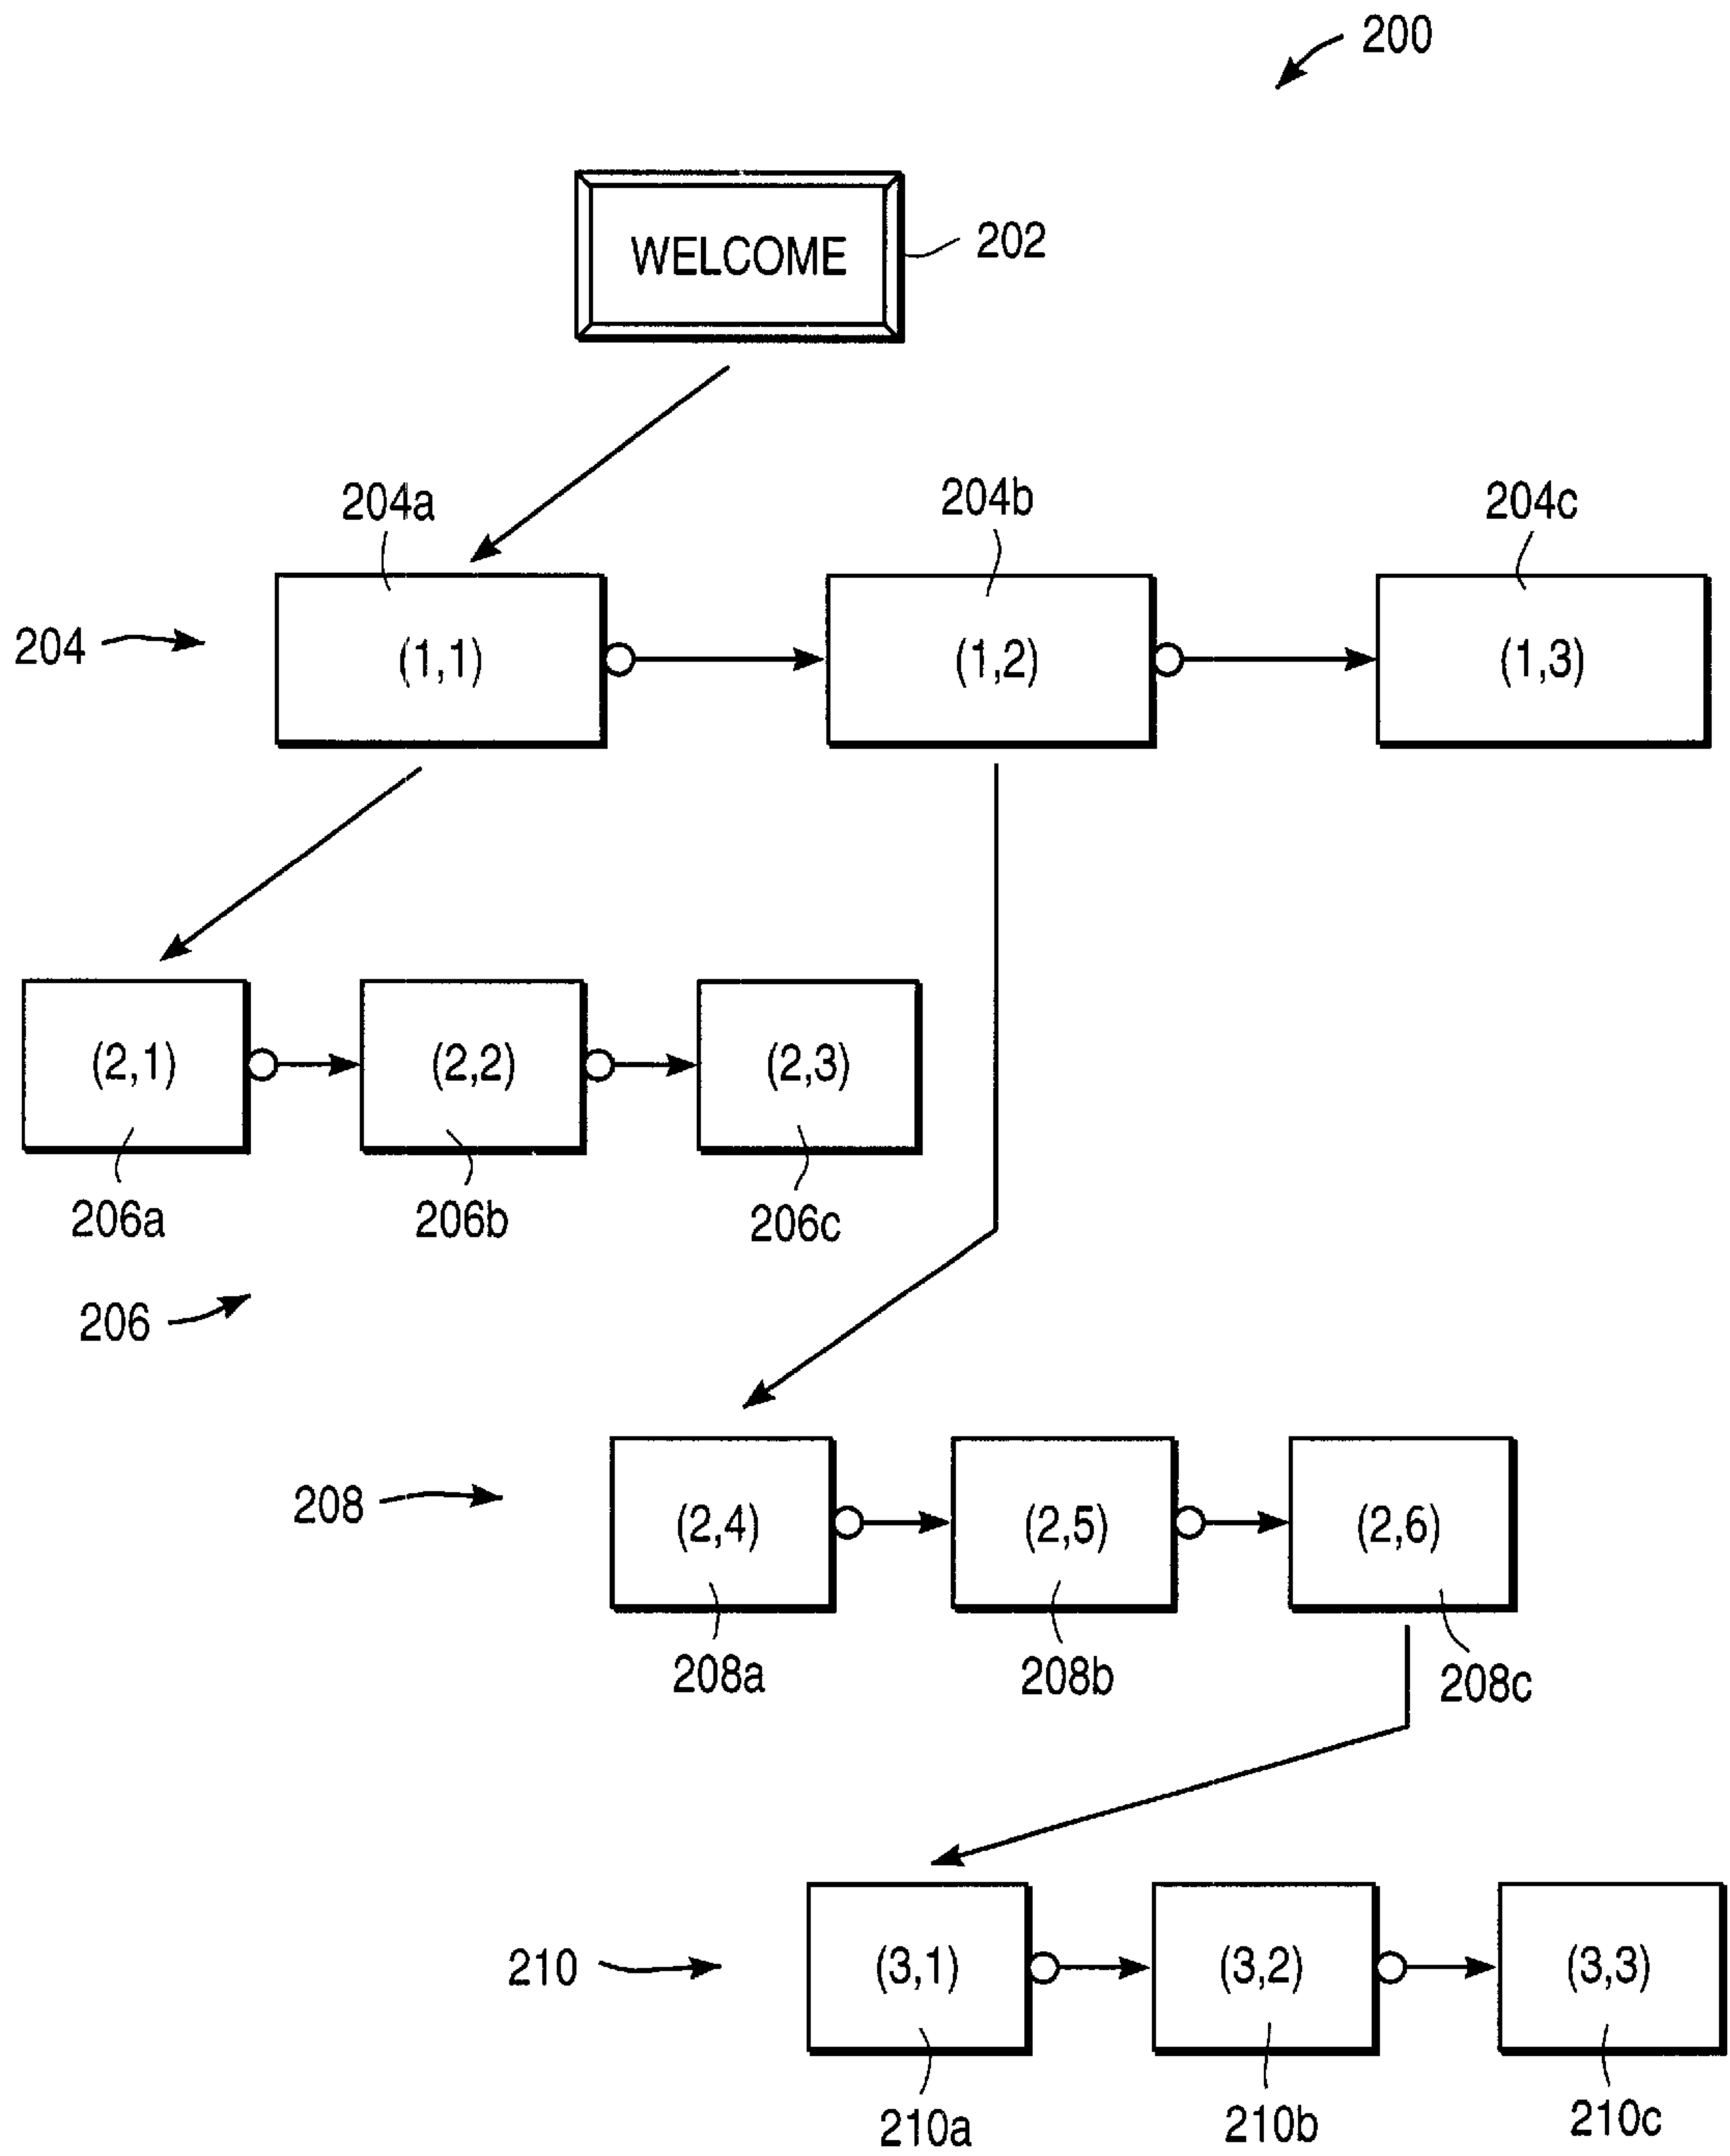 200
WELCOME
202
204a
204b
204c
204
(1,1)
(1,2)
(1,3)
(2,1)
(2,2)
(2,3)
206a
206b
206c
206
208
(2,4)
(2,5)
(2,6)
208a
208b
208c
210
(3,1)
(3,2)
(3,3)
210a
210b
210c